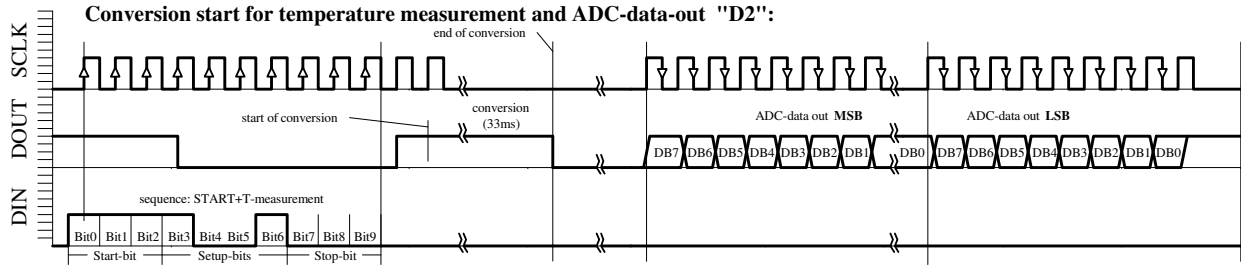 Conversion start for temperature measurement and ADC-data-out "D2":
end of conversion
SCLK
start of conversion
conversion
(33ms)
ADC-data out MSB
ADC-data out LSB
DOUT
DB7 DB6 DB5 DB4 DB3 DB2 DB1 DB0 DB7 DB6 DB5 DB4 DB3 DB2 DB1 DB0
sequence: START+T-measurement
DIN
Bit0 Bit1 Bit2 Bit3 Bit4 Bit5 Bit6 Bit7 Bit8 Bit9
Start-bit Setup-bits Stop-bit